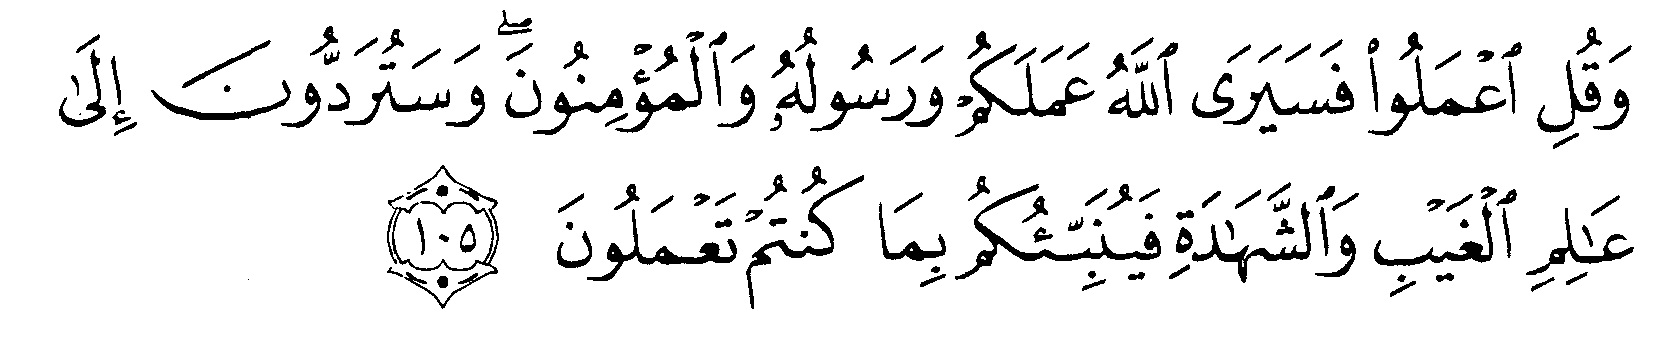 وَقُلِ ٱعْمَلُوا۟ فَسَيَرَى ٱللَّهُ عَمَلَكُمْ وَرَسُولُهُۥ وَٱلْمُؤْمِنُونَ ۖ وَسَتُرَدُّونَ إِلَىٰ
عَـٰلِمِ ٱلْغَيْبِ وَٱلشَّهَـٰدَةِ فَيُنَبِّئُكُم بِمَا كُنتُمْ تَعْمَلُونَ ١٠٥